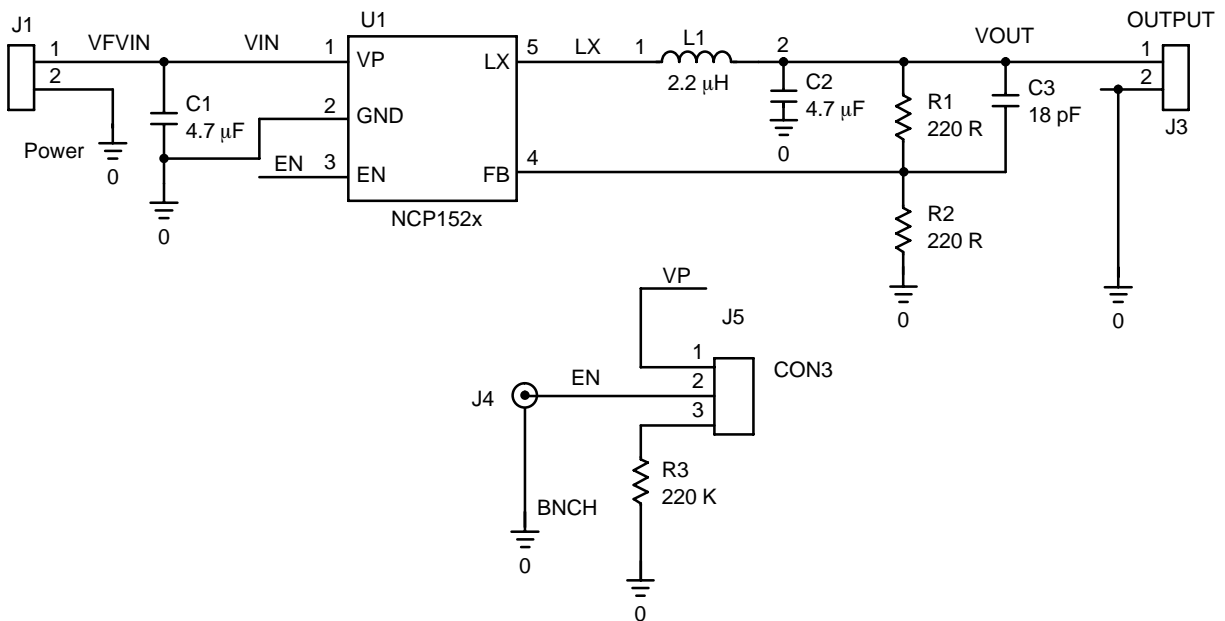 J1
U1
OUTPUT
1 VFVIN VIN 1 VP LX 5 LX 1 L1 2 VOUT 1
2
2.2 μH
2
C1
4.7 μF
2 GND
C2
4.7 μF
0
R1
220 R
C3
18 pF
J3
Power
0
EN 3 EN FB 4
0
NCP152x
R2
220 R
0
0
VP
J5
1
CON3
J4 EN 2
3
R3
220 K
BNCH
0
0